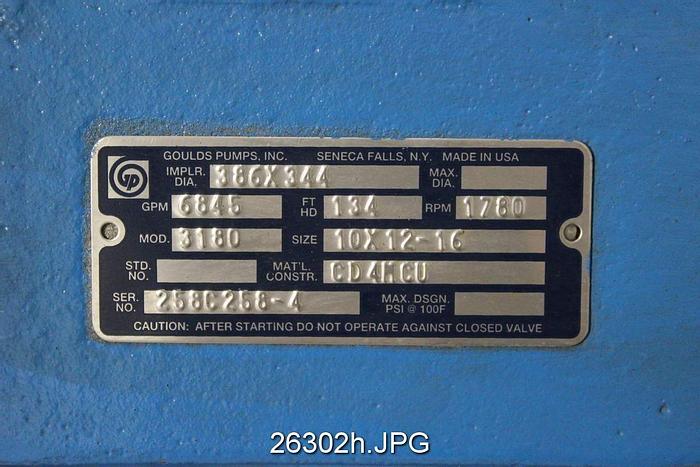 GOULDS PUMPS, INC. SENECA FALLS, N.Y. MADE IN USA
IMPLR. DIA. 386X344 MAX. DIA.
GPM 6845 FT HD 134 RPM 1780
MOD. 3180 SIZE 10X12-16
STD. NO. MAT'L. CONSTR. CD4MCU
SER. NO. 258C258-4 MAX. DSGN. PSI @ 100F
CAUTION: AFTER STARTING DO NOT OPERATE AGAINST CLOSED VALVE
26302h.JPG